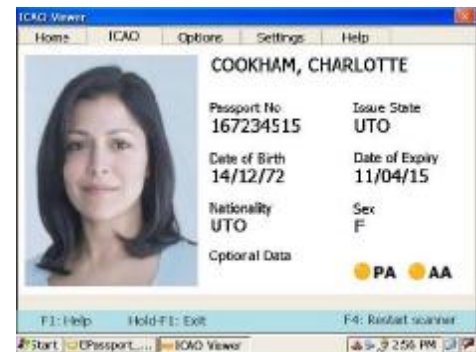 ICAO Viewer
Home ICAO Options Settings Help
COOKHAM, CHARLOTTE
Passport No Issue State
167234515 UTO
Date of Birth Date of Expiry
14/12/72 11/04/15
Nationality Sex
UTO F
Optional Data
PA AA
F1: Help Hold-F1: Exit F4: Restart scanner
Start EPassport.... ICAO Viewer 2:56 PM